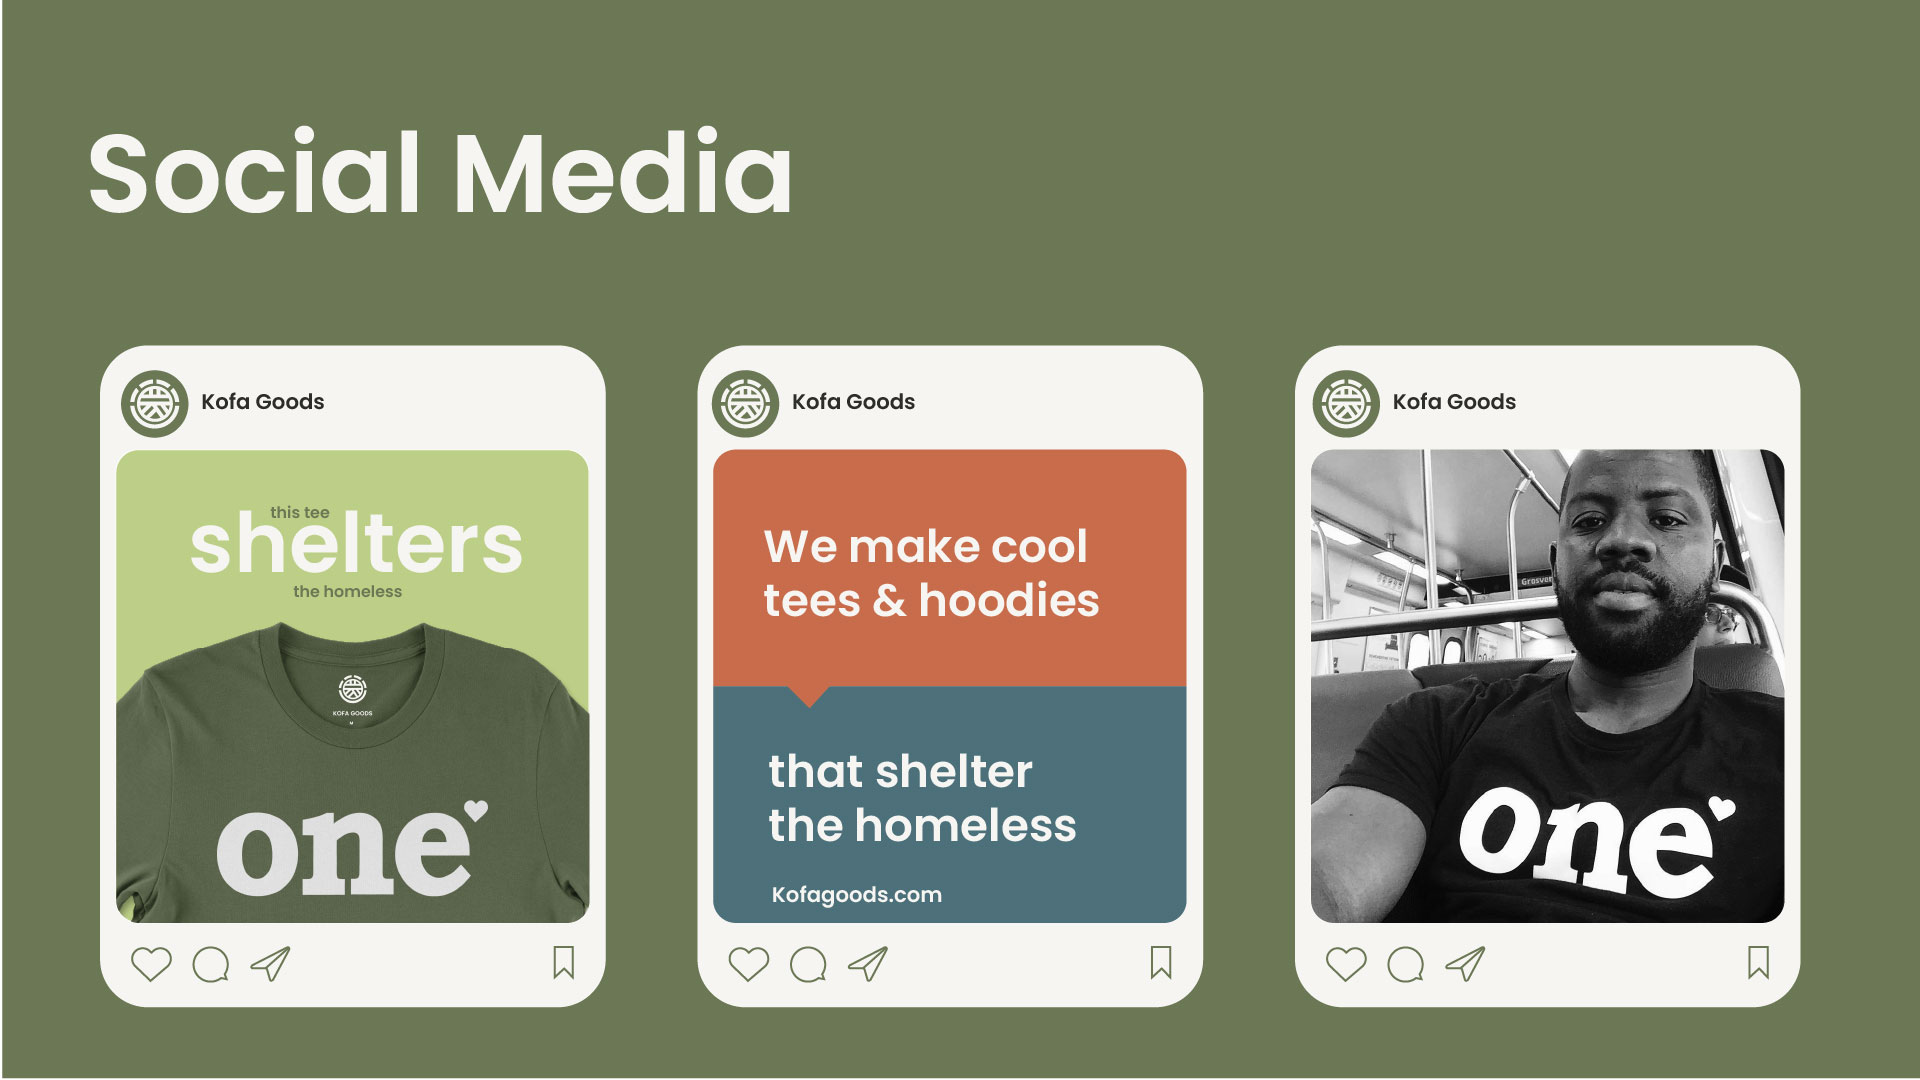 Social Media
Kofa Goods
this tee
shelters
the homeless
KOFA GOODS
M
one
Kofa Goods
We make cool
tees & hoodies
that shelter
the homeless
Kofagoods.com
Kofa Goods
one